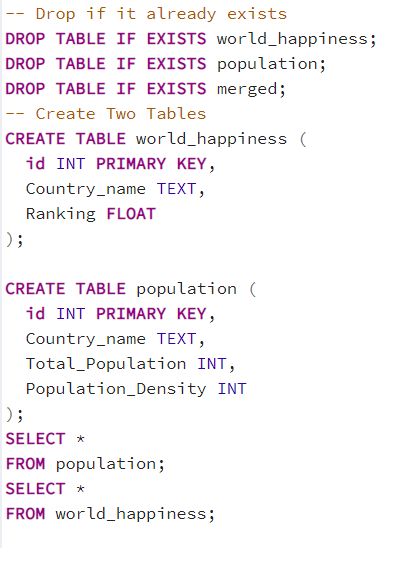 -- Drop if it already exists
DROP TABLE IF EXISTS world_happiness;
DROP TABLE IF EXISTS population;
DROP TABLE IF EXISTS merged;
-- Create Two Tables
CREATE TABLE world_happiness (
  id INT PRIMARY KEY,
  Country_name TEXT,
  Ranking FLOAT
);

CREATE TABLE population (
  id INT PRIMARY KEY,
  Country_name TEXT,
  Total_Population INT,
  Population_Density INT
);
SELECT *
FROM population;
SELECT *
FROM world_happiness;